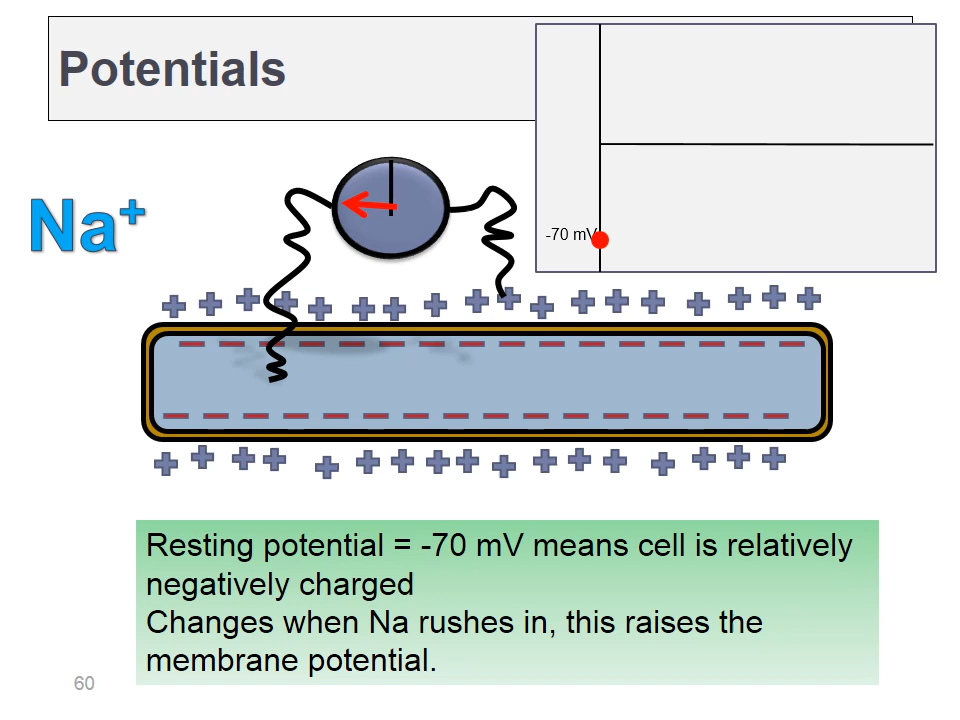 Potentials
Na+
-70 mV
Resting potential = -70 mV means cell is relatively
negatively charged
Changes when Na rushes in, this raises the
membrane potential.
60